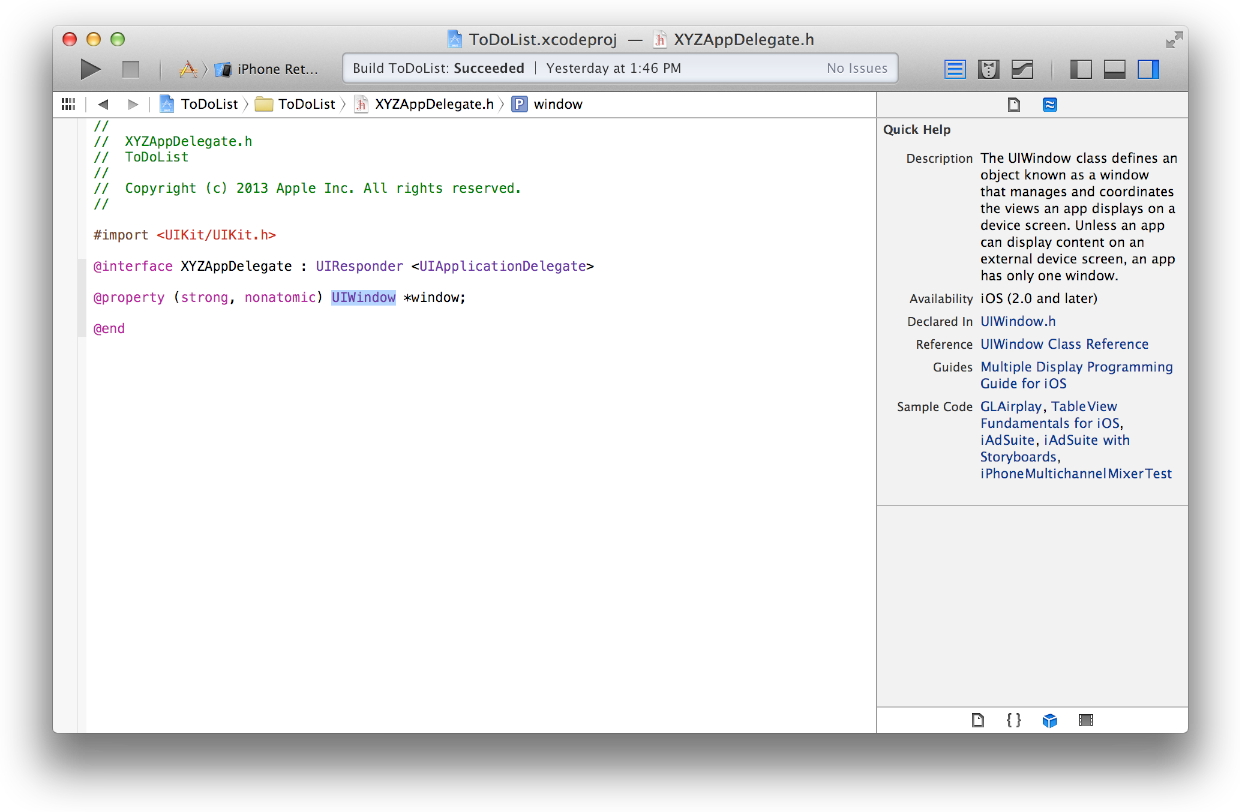 ToDoList.xcodeproj — XYZAppDelegate.h
iPhone Ret...
Build ToDoList: Succeeded | Yesterday at 1:46 PM
No Issues
ToDoList
ToDoList
XYZAppDelegate.h
P window
//
// XYZAppDelegate.h
// ToDoList
//
// Copyright (c) 2013 Apple Inc. All rights reserved.
//
#import <UIKit/UIKit.h>
@interface XYZAppDelegate : UIResponder <UIApplicationDelegate>
@property (strong, nonatomic) UIWindow *window;
@end
Quick Help
Description The UIWindow class defines an
object known as a window
that manages and coordinates
the views an app displays on a
device screen. Unless an app
can display content on an
external device screen, an app
has only one window.
Availability iOS (2.0 and later)
Declared In UIWindow.h
Reference UIWindow Class Reference
Guides Multiple Display Programming
Guide for iOS
Sample Code GLAirplay, TableView
Fundamentals for iOS,
iAdSuite, iAdSuite with
Storyboards,
iPhoneMultichannelMixerTest
{ }